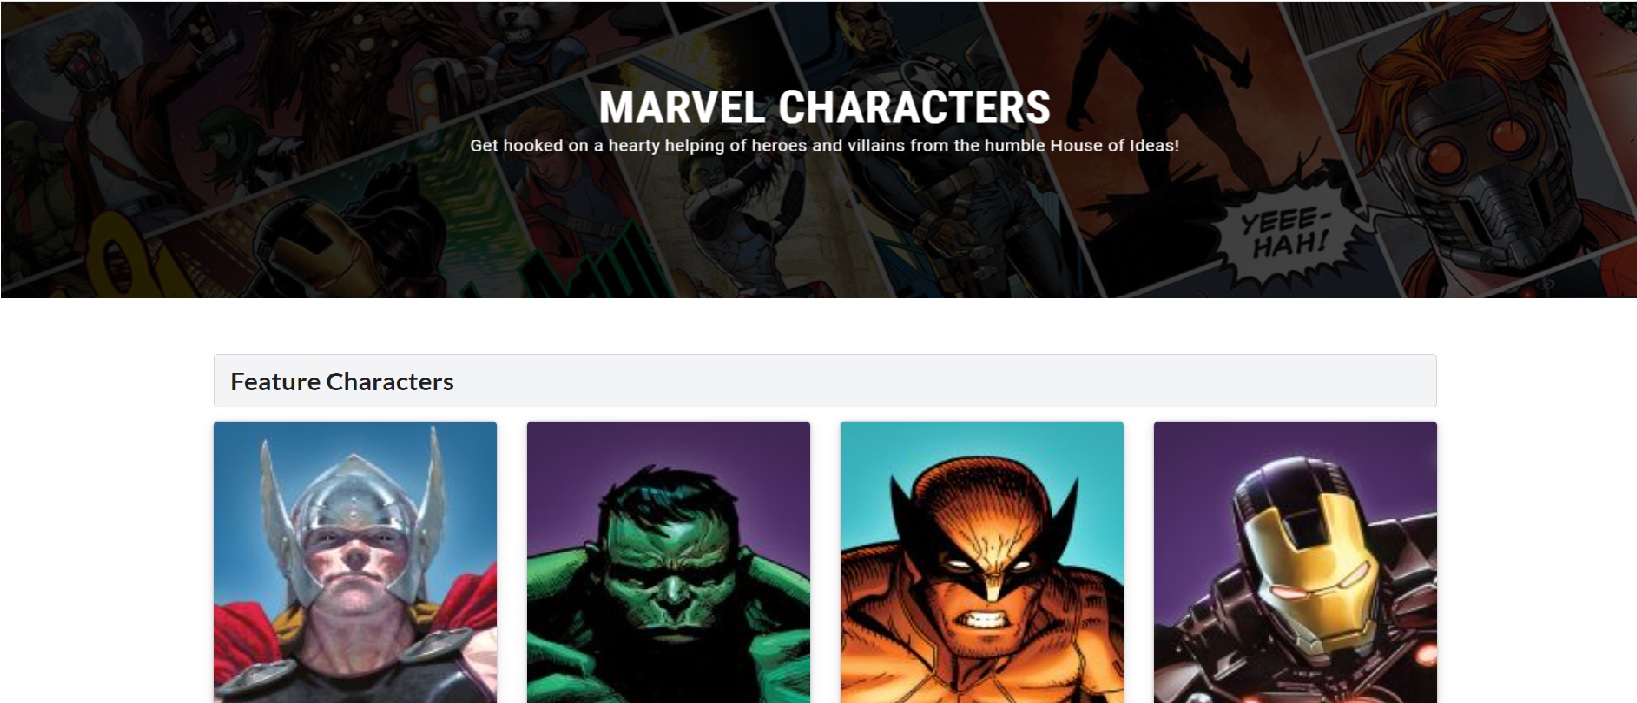 MARVEL CHARACTERS
Get hooked on a hearty helping of heroes and villains from the humble House of Ideas!
YEEE-
HAH!
Feature Characters